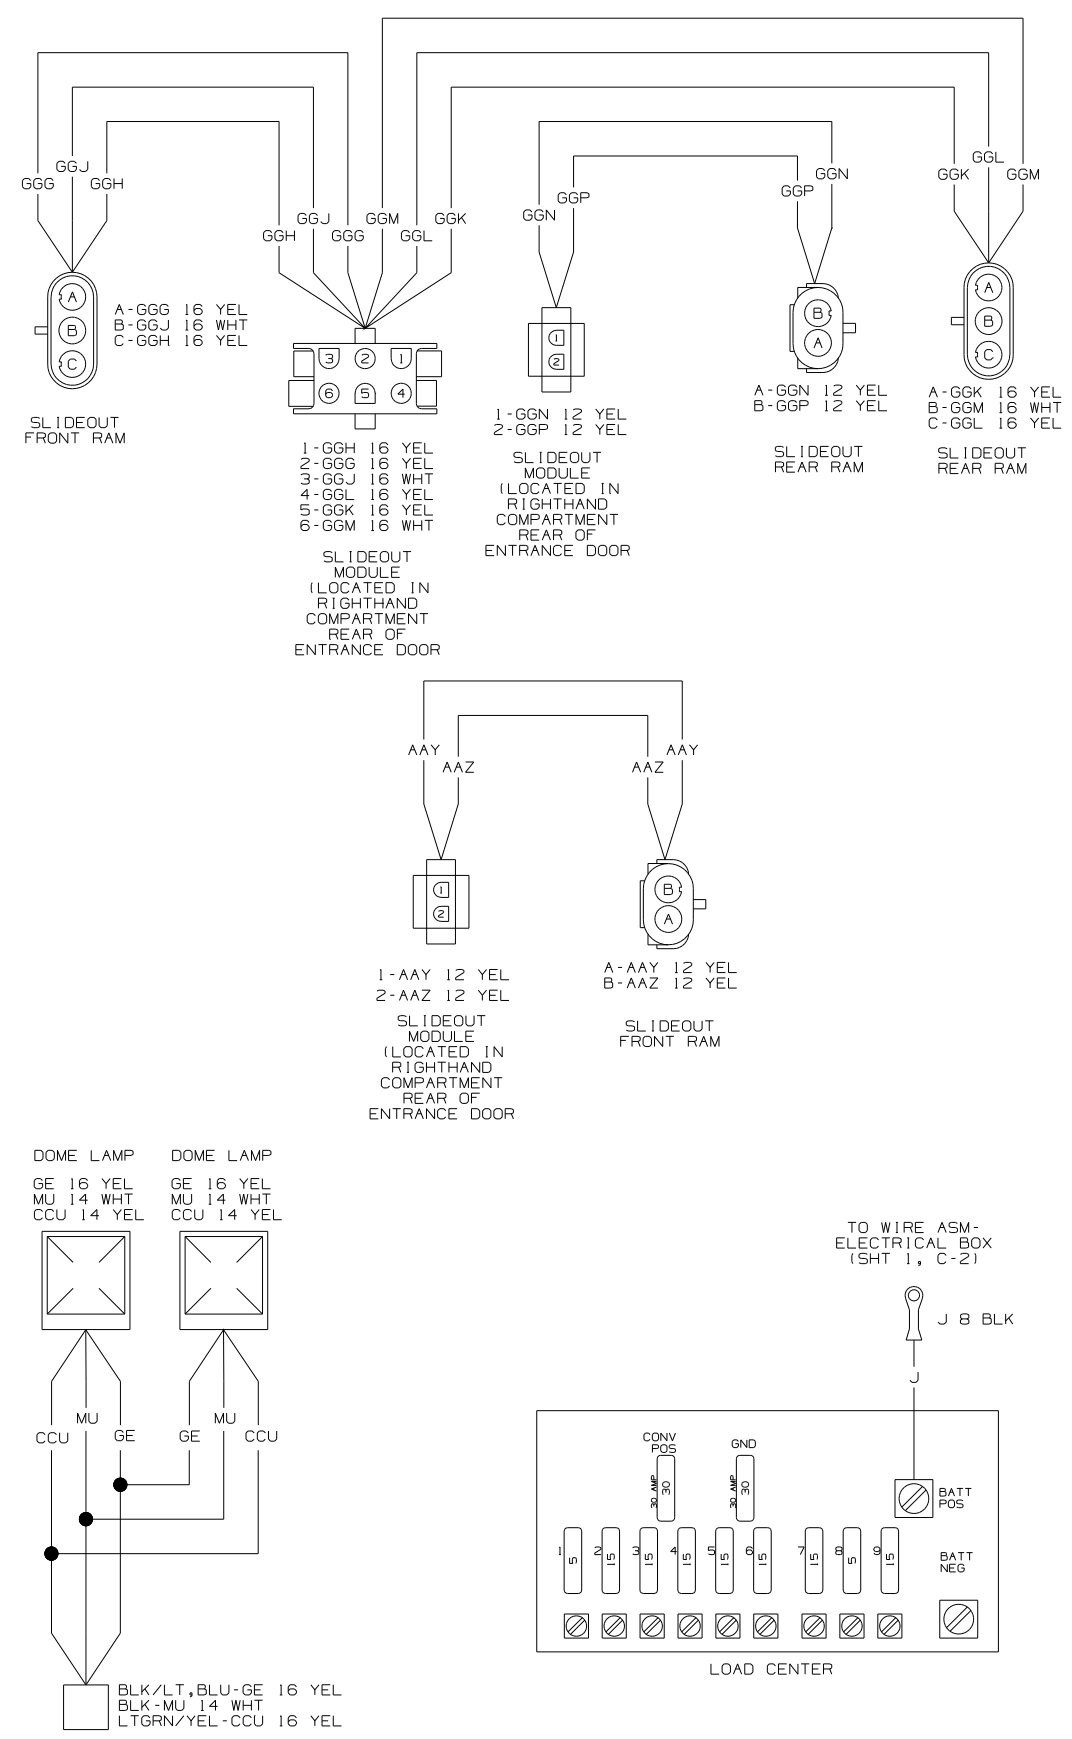 GGG
GGJ
GGH
GGH
GGJ
GGG
GGM
GGL
GGK
GGN
GGP
GGP
GGN
GGK
GGL
GGM
A
B
C
A-GGG 16 YEL
B-GGJ 16 WHT
C-GGH 16 YEL
SLIDEOUT
FRONT RAM
3 2 1
6 5 4
1-GGH 16 YEL
2-GGG 16 YEL
3-GGJ 16 WHT
4-GGL 16 YEL
5-GGK 16 YEL
6-GGM 16 WHT
SLIDEOUT
MODULE
(LOCATED IN
RIGHTHAND
COMPARTMENT
REAR OF
ENTRANCE DOOR
1
2
1-GGN 12 YEL
2-GGP 12 YEL
SLIDEOUT
MODULE
(LOCATED IN
RIGHTHAND
COMPARTMENT
REAR OF
ENTRANCE DOOR
B
A
A-GGN 12 YEL
B-GGP 12 YEL
SLIDEOUT
REAR RAM
A
B
C
A-GGK 16 YEL
B-GGM 16 WHT
C-GGL 16 YEL
SLIDEOUT
REAR RAM
AAY
AAZ
AAZ
AAY
1
2
1-AAY 12 YEL
2-AAZ 12 YEL
SLIDEOUT
MODULE
(LOCATED IN
RIGHTHAND
COMPARTMENT
REAR OF
ENTRANCE DOOR
B
A
A-AAY 12 YEL
B-AAZ 12 YEL
SLIDEOUT
FRONT RAM
DOME LAMP
GE 16 YEL
MU 14 WHT
CCU 14 YEL
DOME LAMP
GE 16 YEL
MU 14 WHT
CCU 14 YEL
CCU
MU
GE
GE
MU
CCU
BLK/LT,BLU-GE 16 YEL
BLK-MU 14 WHT
LTGRN/YEL-CCU 16 YEL
TO WIRE ASM-
ELECTRICAL BOX
(SHT 1, C-2)
J 8 BLK
J
CONV
POS
30 AMP
30
GND
30 AMP
30
BATT
POS
1 5
2 15
3 15
4 15
5 15
6 15
7 15
8 5
9 15
BATT
NEG
LOAD CENTER